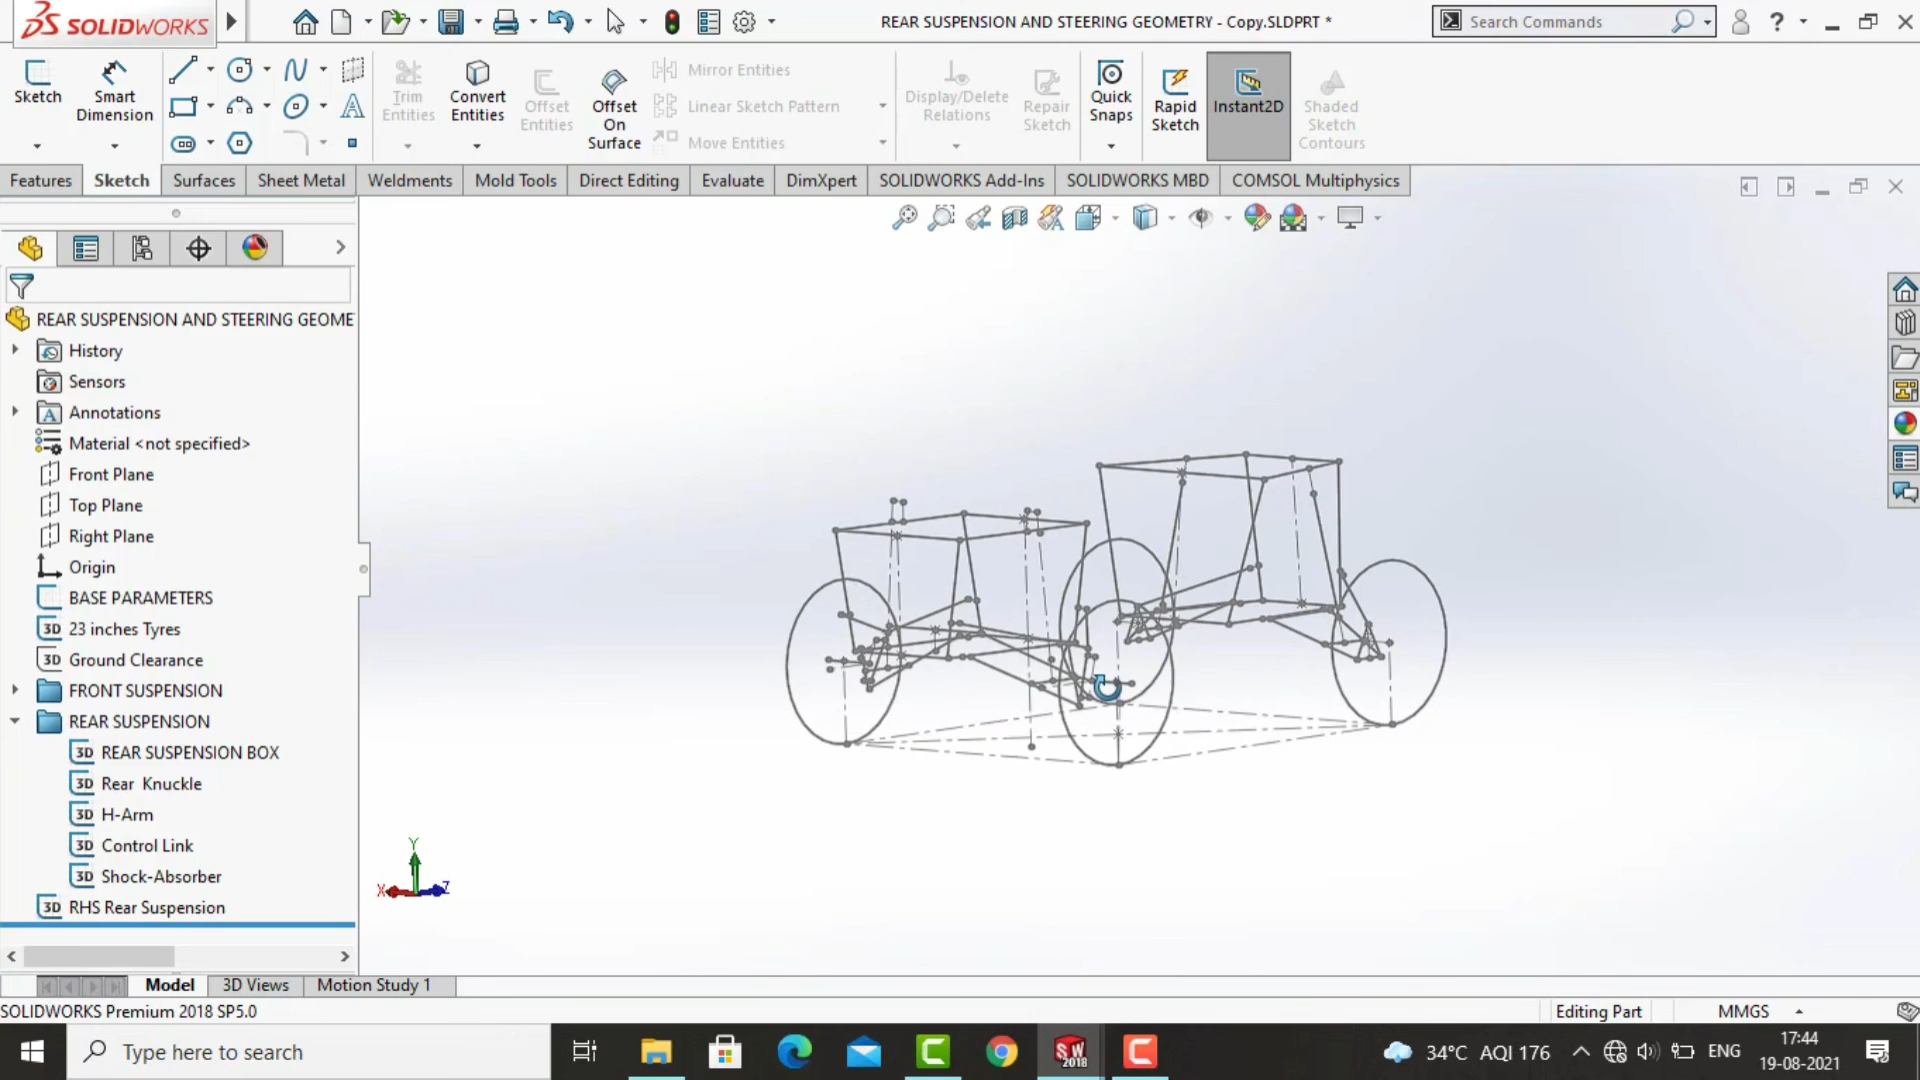 SOLIDWORKS
REAR SUSPENSION AND STEERING GEOMETRY - Copy.SLDPRT *
Search Commands
Sketch
Smart Dimension
Trim Entities
Convert Entities
Offset Entities
Offset On Surface
Mirror Entities
Linear Sketch Pattern
Move Entities
Display/Delete Relations
Repair Sketch
Quick Snaps
Rapid Sketch
Instant2D
Shaded Sketch Contours
Features
Sketch
Surfaces
Sheet Metal
Weldments
Mold Tools
Direct Editing
Evaluate
DimXpert
SOLIDWORKS Add-Ins
SOLIDWORKS MBD
COMSOL Multiphysics
REAR SUSPENSION AND STEERING GEOME
History
Sensors
Annotations
Material <not specified>
Front Plane
Top Plane
Right Plane
Origin
BASE PARAMETERS
3D 23 inches Tyres
3D Ground Clearance
FRONT SUSPENSION
REAR SUSPENSION
3D REAR SUSPENSION BOX
3D Rear Knuckle
3D H-Arm
3D Control Link
3D Shock-Absorber
3D RHS Rear Suspension
Y
X
Z
Model
3D Views
Motion Study 1
SOLIDWORKS Premium 2018 SP5.0
Editing Part
MMGS
Type here to search
SW 2018
34°C AQI 176
ENG
17:44
19-08-2021